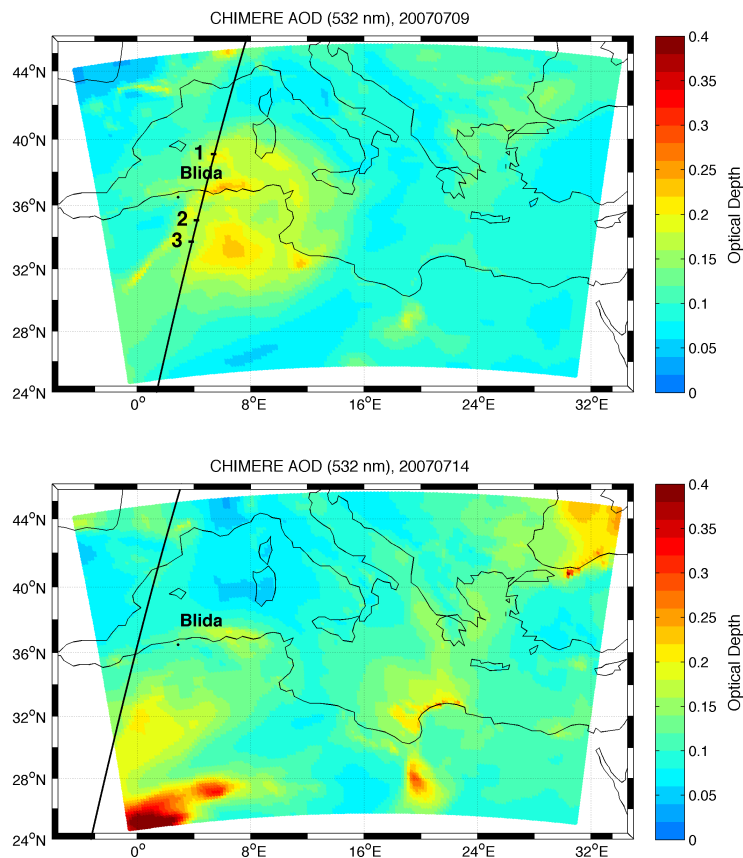 CHIMERE AOD (532 nm), 20070709
44°N
40°N
36°N
32°N
28°N
24°N
0°
8°E
16°E
24°E
32°E
1
Blida
2
3
0.4
0.35
0.3
0.25
0.2
0.15
0.1
0.05
0
Optical Depth
CHIMERE AOD (532 nm), 20070714
44°N
40°N
36°N
32°N
28°N
24°N
0°
8°E
16°E
24°E
32°E
Blida
0.4
0.35
0.3
0.25
0.2
0.15
0.1
0.05
0
Optical Depth